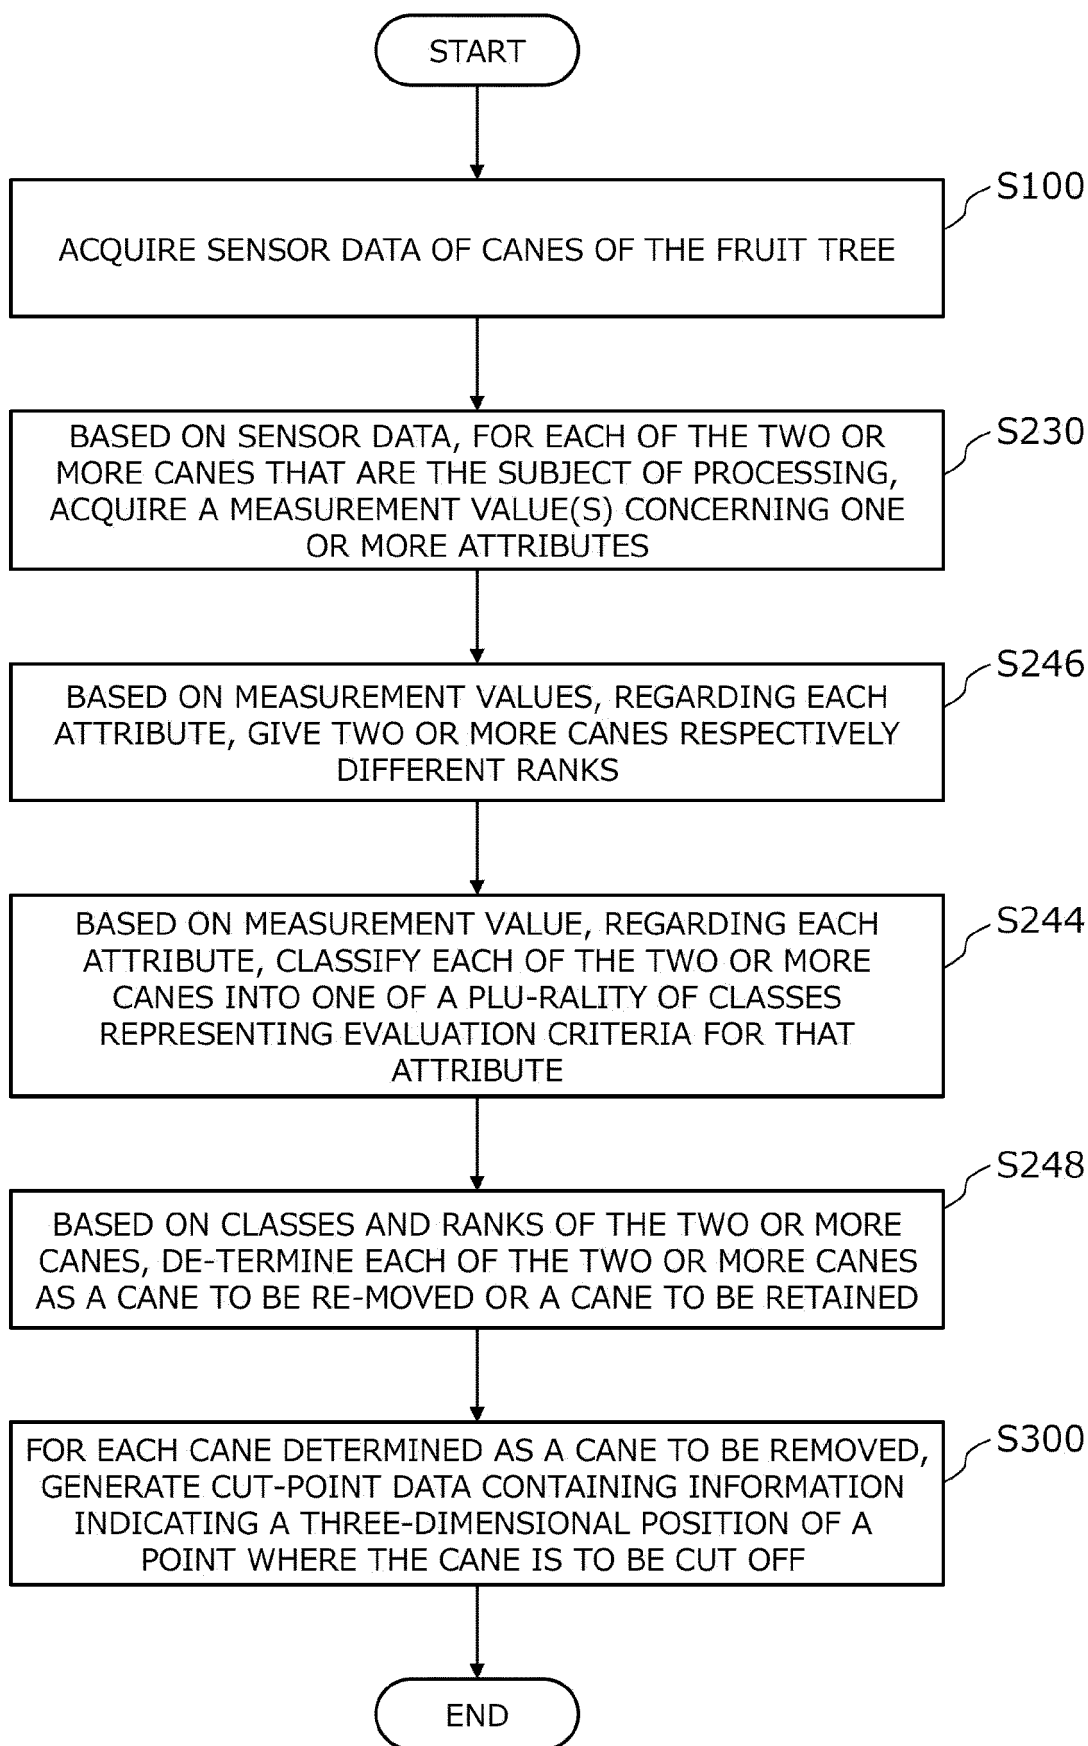 START
S100
ACQUIRE SENSOR DATA OF CANES OF THE FRUIT TREE
S230
BASED ON SENSOR DATA, FOR EACH OF THE TWO OR
MORE CANES THAT ARE THE SUBJECT OF PROCESSING,
ACQUIRE A MEASUREMENT VALUE(S) CONCERNING ONE
OR MORE ATTRIBUTES
S246
BASED ON MEASUREMENT VALUES, REGARDING EACH
ATTRIBUTE, GIVE TWO OR MORE CANES RESPECTIVELY
DIFFERENT RANKS
S244
BASED ON MEASUREMENT VALUE, REGARDING EACH
ATTRIBUTE, CLASSIFY EACH OF THE TWO OR MORE
CANES INTO ONE OF A PLU-RALITY OF CLASSES
REPRESENTING EVALUATION CRITERIA FOR THAT
ATTRIBUTE
S248
BASED ON CLASSES AND RANKS OF THE TWO OR MORE
CANES, DE-TERMINE EACH OF THE TWO OR MORE CANES
AS A CANE TO BE RE-MOVED OR A CANE TO BE RETAINED
S300
FOR EACH CANE DETERMINED AS A CANE TO BE REMOVED,
GENERATE CUT-POINT DATA CONTAINING INFORMATION
INDICATING A THREE-DIMENSIONAL POSITION OF A
POINT WHERE THE CANE IS TO BE CUT OFF
END